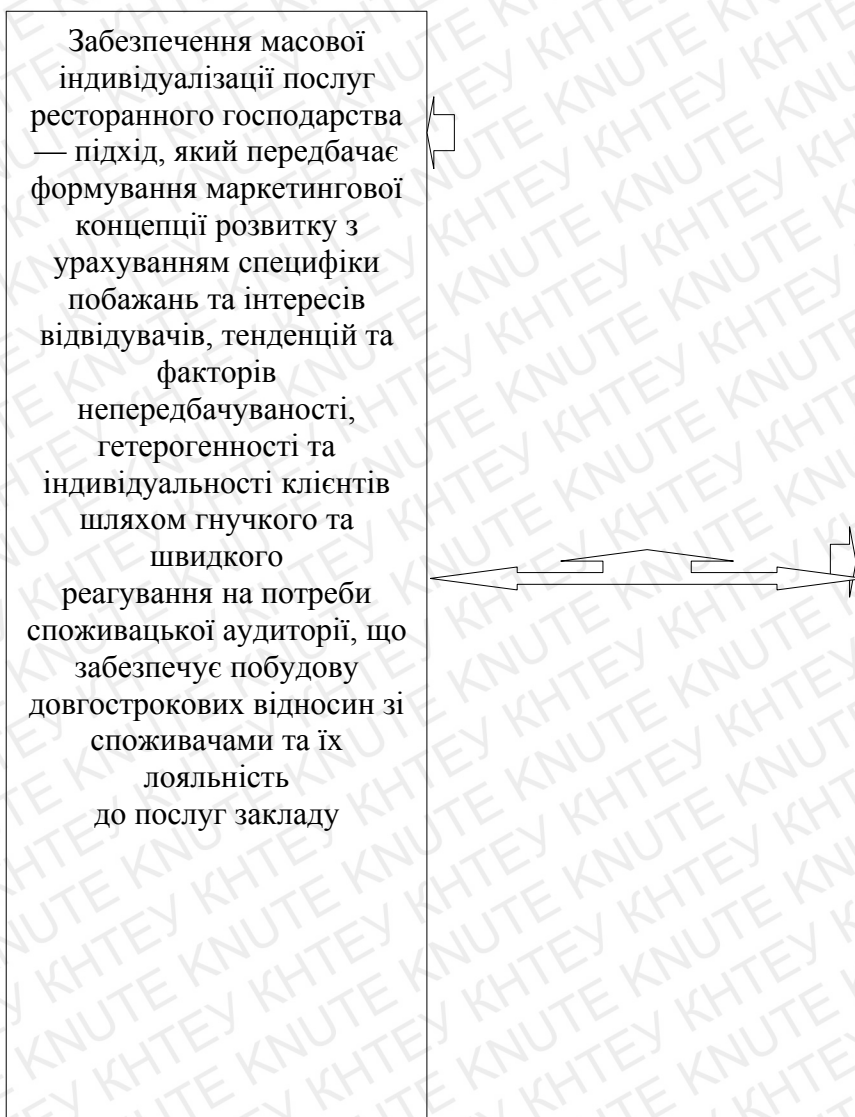 Забезпечення масової
індивідуалізації послуг
ресторанного господарства
— підхід, який передбачає
формування маркетингової
концепції розвитку з
урахуванням специфіки
побажань та інтересів
відвідувачів, тенденцій та
факторів
непередбачуваності,
гетерогенності та
індивідуальності клієнтів
шляхом гнучкого та
швидкого
реагування на потреби
споживацької аудиторії, що
забезпечує побудову
довгострокових відносин зі
споживачами та їх
лояльність
до послуг закладу